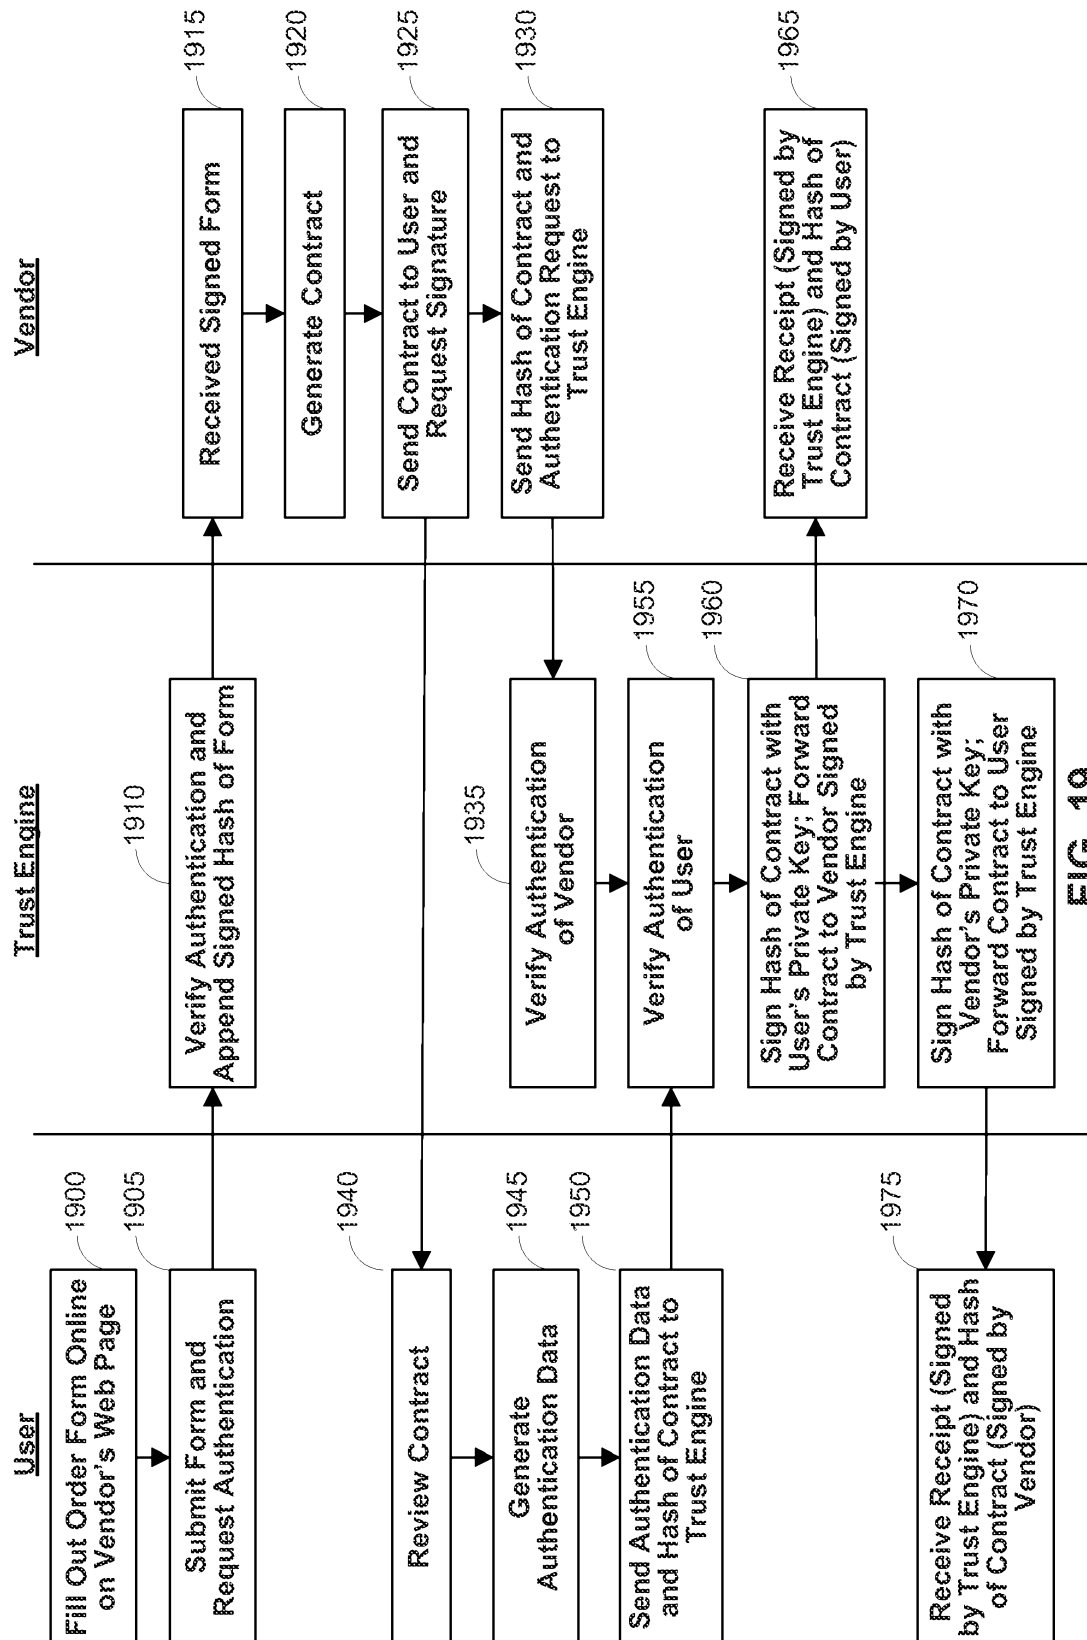 User
Trust Engine
Vendor
Fill Out Order Form Online
on Vendor's Web Page
1900
Submit Form and
Request Authentication
1905
Verify Authentication and
Append Signed Hash of Form
1910
Received Signed Form
1915
Generate Contract
1920
Send Contract to User and
Request Signature
1925
Send Hash of Contract and
Authentication Request to
Trust Engine
1930
Verify Authentication
of Vendor
1935
Review Contract
1940
Generate
Authentication Data
1945
Send Authentication Data
and Hash of Contract to
Trust Engine
1950
Verify Authentication
of User
1955
Sign Hash of Contract with
User's Private Key; Forward
Contract to Vendor Signed
by Trust Engine
1960
Receive Receipt (Signed by
Trust Engine) and Hash of
Contract (Signed by User)
1965
Sign Hash of Contract with
Vendor's Private Key;
Forward Contract to User
Signed by Trust Engine
1970
Receive Receipt (Signed
by Trust Engine) and Hash
of Contract (Signed by
Vendor)
1975
FIG. 19